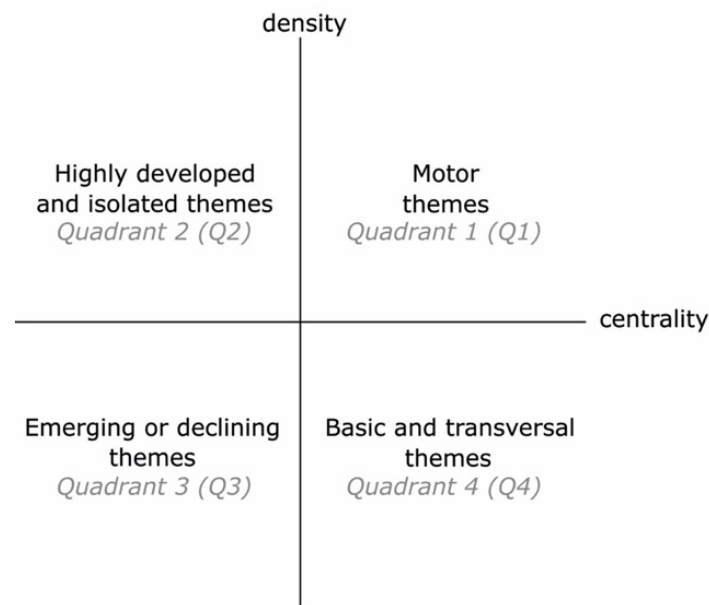 density
Highly developed
and isolated themes
Quadrant 2 (Q2)
Motor
themes
Quadrant 1 (Q1)
centrality
Emerging or declining
themes
Quadrant 3 (Q3)
Basic and transversal
themes
Quadrant 4 (Q4)